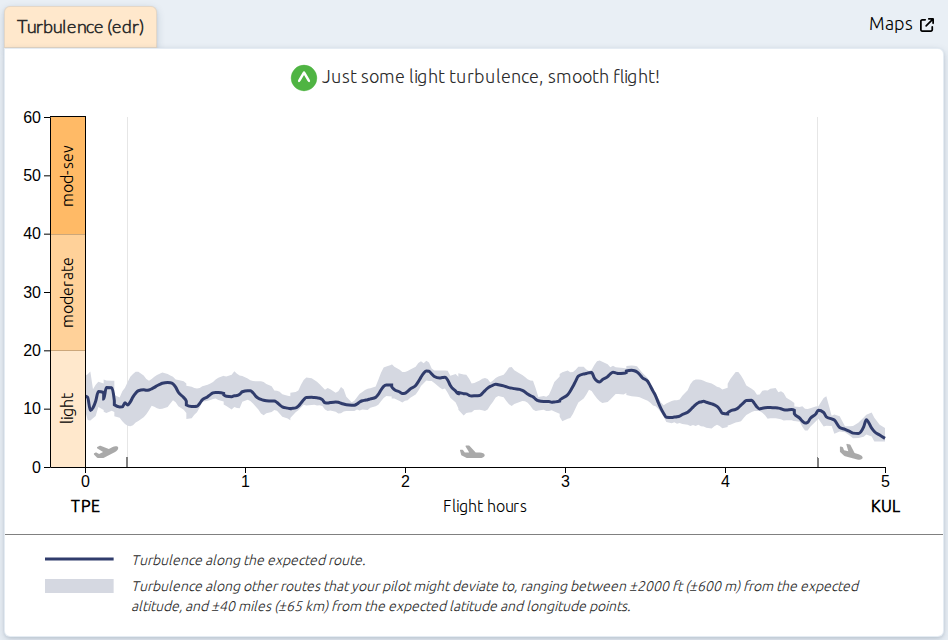 Turbulence (edr)
Maps
Just some light turbulence, smooth flight!
60
50
40
30
20
10
0
mod-sev
moderate
light
0
1
2
3
4
5
TPE
Flight hours
KUL
Turbulence along the expected route.
Turbulence along other routes that your pilot might deviate to, ranging between ±2000 ft (±600 m) from the expected
altitude, and ±40 miles (±65 km) from the expected latitude and longitude points.